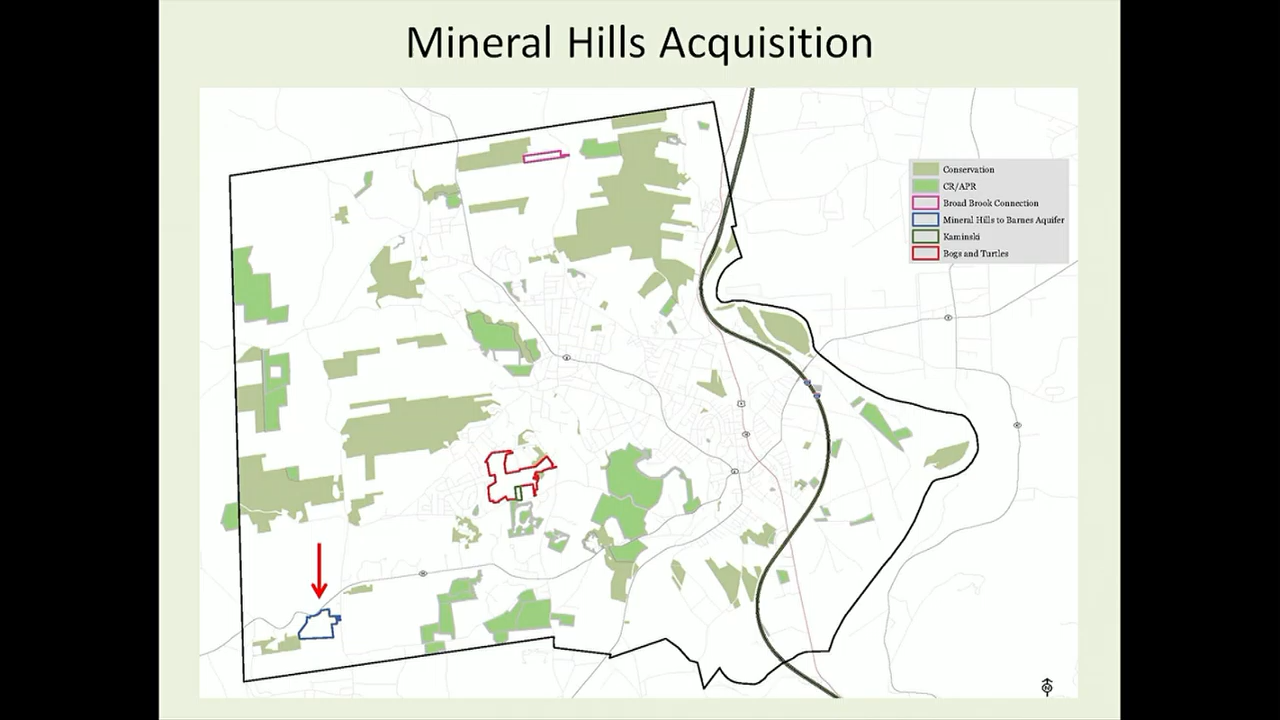 Mineral Hills Acquisition
Conservation
CR/APR
Broad Brook Connection
Mineral Hills to Barnes Aquifer
Kaminski
Bogs and Turtles
N